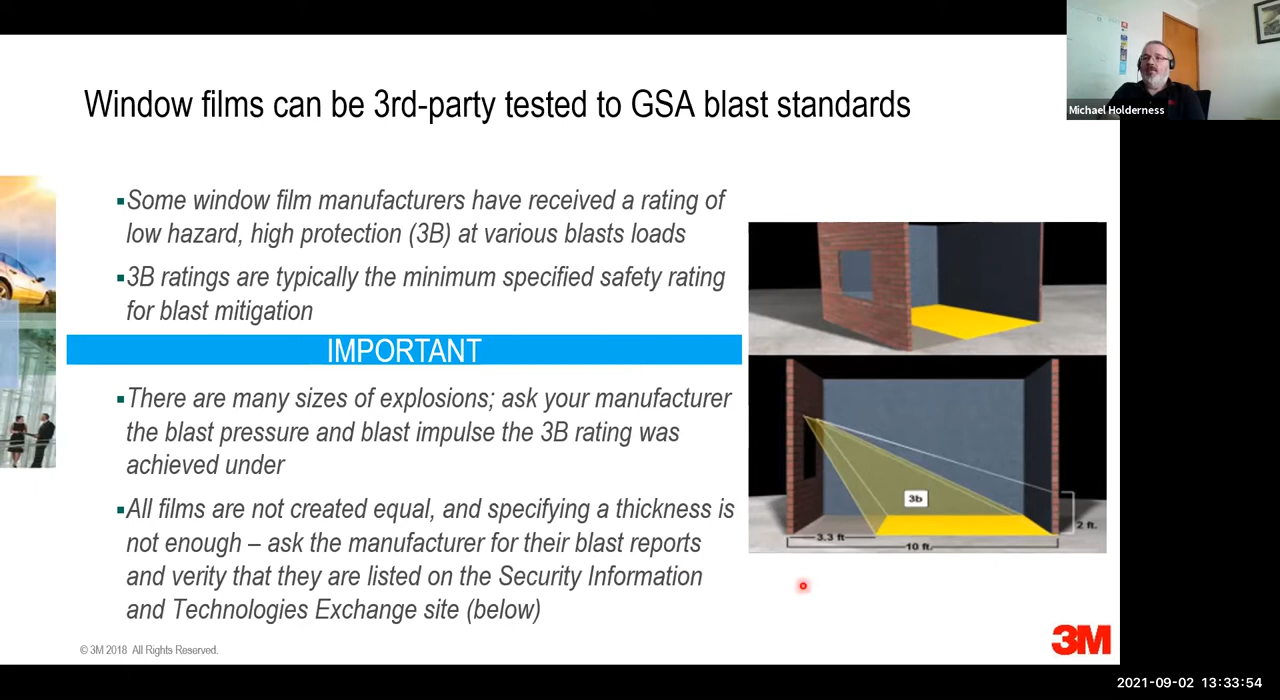 Window films can be 3rd-party tested to GSA blast standards
Michael Holderness
▪Some window film manufacturers have received a rating of
low hazard, high protection (3B) at various blasts loads
▪3B ratings are typically the minimum specified safety rating
for blast mitigation
IMPORTANT
▪There are many sizes of explosions; ask your manufacturer
the blast pressure and blast impulse the 3B rating was
achieved under
▪All films are not created equal, and specifying a thickness is
not enough – ask the manufacturer for their blast reports
and verity that they are listed on the Security Information
and Technologies Exchange site (below)
3b
2 ft.
3.3 ft
10 ft.
© 3M 2018 All Rights Reserved.
3M
2021-09-02 13:33:54